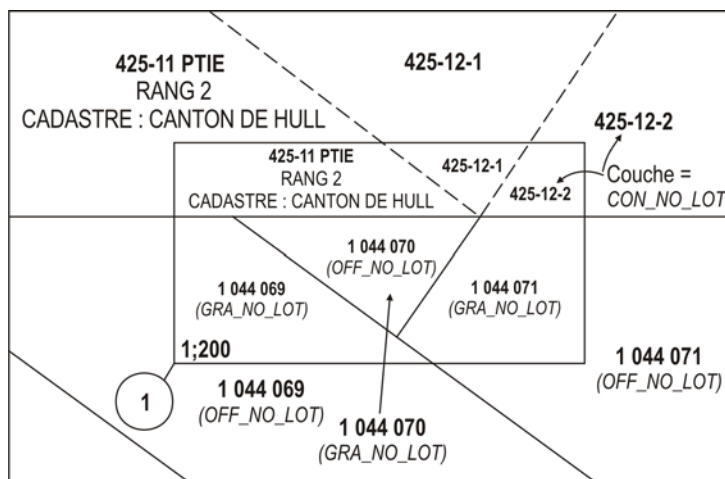 425-11 PTIE
RANG 2
CADASTRE : CANTON DE HULL
425-12-1
425-12-2
Couche =
CON_NO_LOT
425-11 PTIE
RANG 2
CADASTRE : CANTON DE HULL
425-12-1
425-12-2
1 044 070
(OFF_NO_LOT)
1 044 069
(GRA_NO_LOT)
1 044 071
(GRA_NO_LOT)
1;200
1
1 044 069
(OFF_NO_LOT)
1 044 070
(GRA_NO_LOT)
1 044 071
(OFF_NO_LOT)